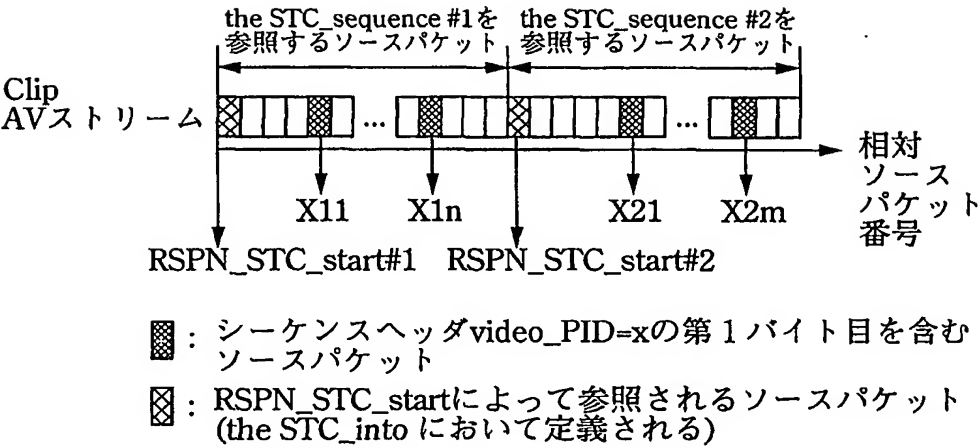 the STC_sequence #1を
参照するソースパケット
the STC_sequence #2を
参照するソースパケット
Clip
AVストリーム
...
...
相対
ソース
パケット
番号
X11
X1n
X21
X2m
RSPN_STC_start#1
RSPN_STC_start#2
: シーケンスヘッダvideo_PID=xの第1バイト目を含む
ソースパケット
: RSPN_STC_startによって参照されるソースパケット
(the STC_into において定義される)